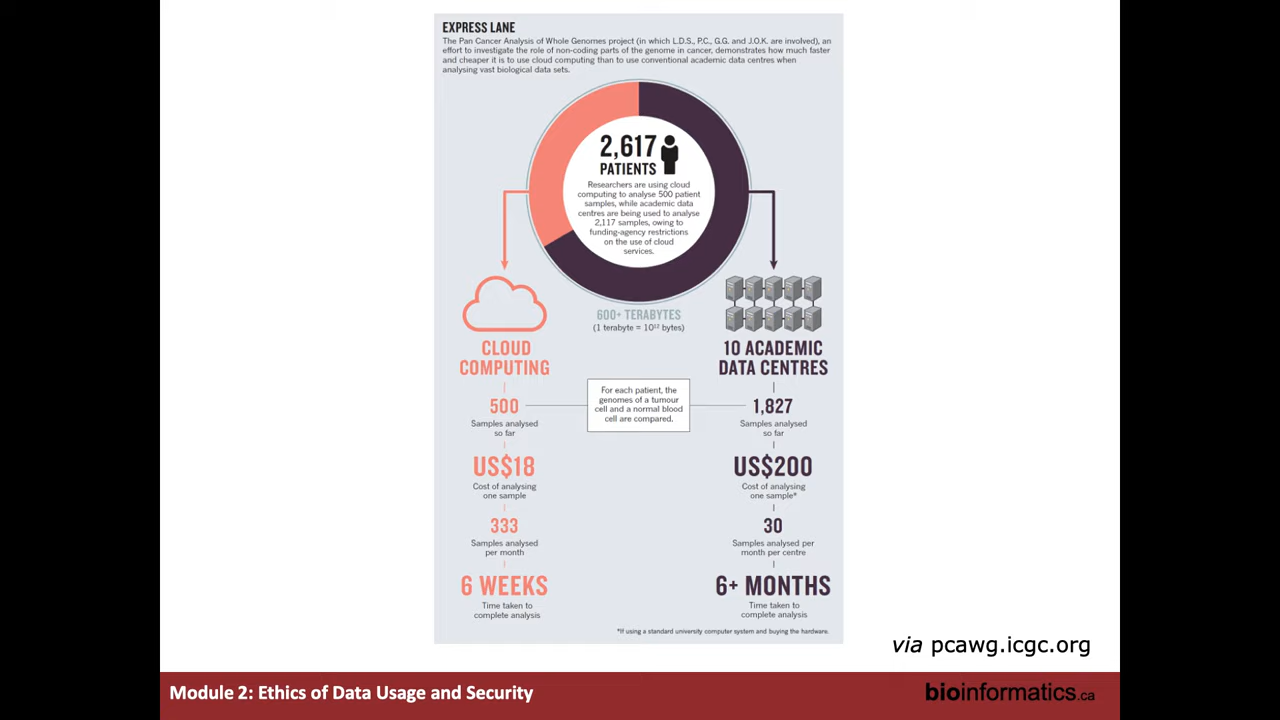 EXPRESS LANE
The Pan Cancer Analysis of Whole Genomes project (in which L.D.S., P.C., G.G. and J.O.K. are involved), an
effort to investigate the role of non-coding parts of the genome in cancer, demonstrates how much faster
and cheaper it is to use cloud computing than to use conventional academic data centres when
analysing vast biological data sets.
2,617
PATIENTS
Researchers are using cloud
computing to analyse 500 patient
samples, while academic data
centres are being used to analyse
2,117 samples, owing to
funding-agency restrictions
on the use of cloud
services.
600+ TERABYTES
(1 terabyte = 10¹² bytes)
CLOUD
COMPUTING
500
Samples analysed
so far
US$18
Cost of analysing
one sample
333
Samples analysed
per month
6 WEEKS
Time taken to
complete analysis
For each patient, the
genomes of a tumour
cell and a normal blood
cell are compared.
10 ACADEMIC
DATA CENTRES
1,827
Samples analysed
so far
US$200
Cost of analysing
one sample*
30
Samples analysed per
month per centre
6+ MONTHS
Time taken to
complete analysis
*If using a standard university computer system and buying the hardware.
via pcawg.icgc.org
Module 2: Ethics of Data Usage and Security
bioinformatics.ca